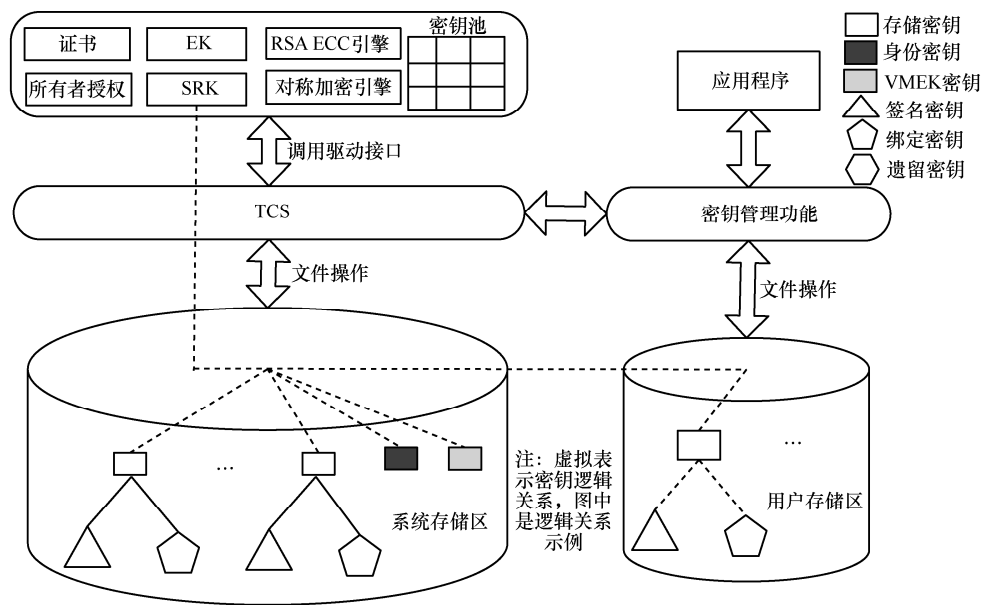 密钥池
证书
EK
RSA ECC引擎
所有者授权
SRK
对称加密引擎
应用程序
存储密钥
身份密钥
VMEK密钥
签名密钥
绑定密钥
遗留密钥
调用驱动接口
TCS
密钥管理功能
文件操作
文件操作
...
...
注：虚拟表
示密钥逻辑
关系，图中
是逻辑关系
示例
系统存储区
用户存储区